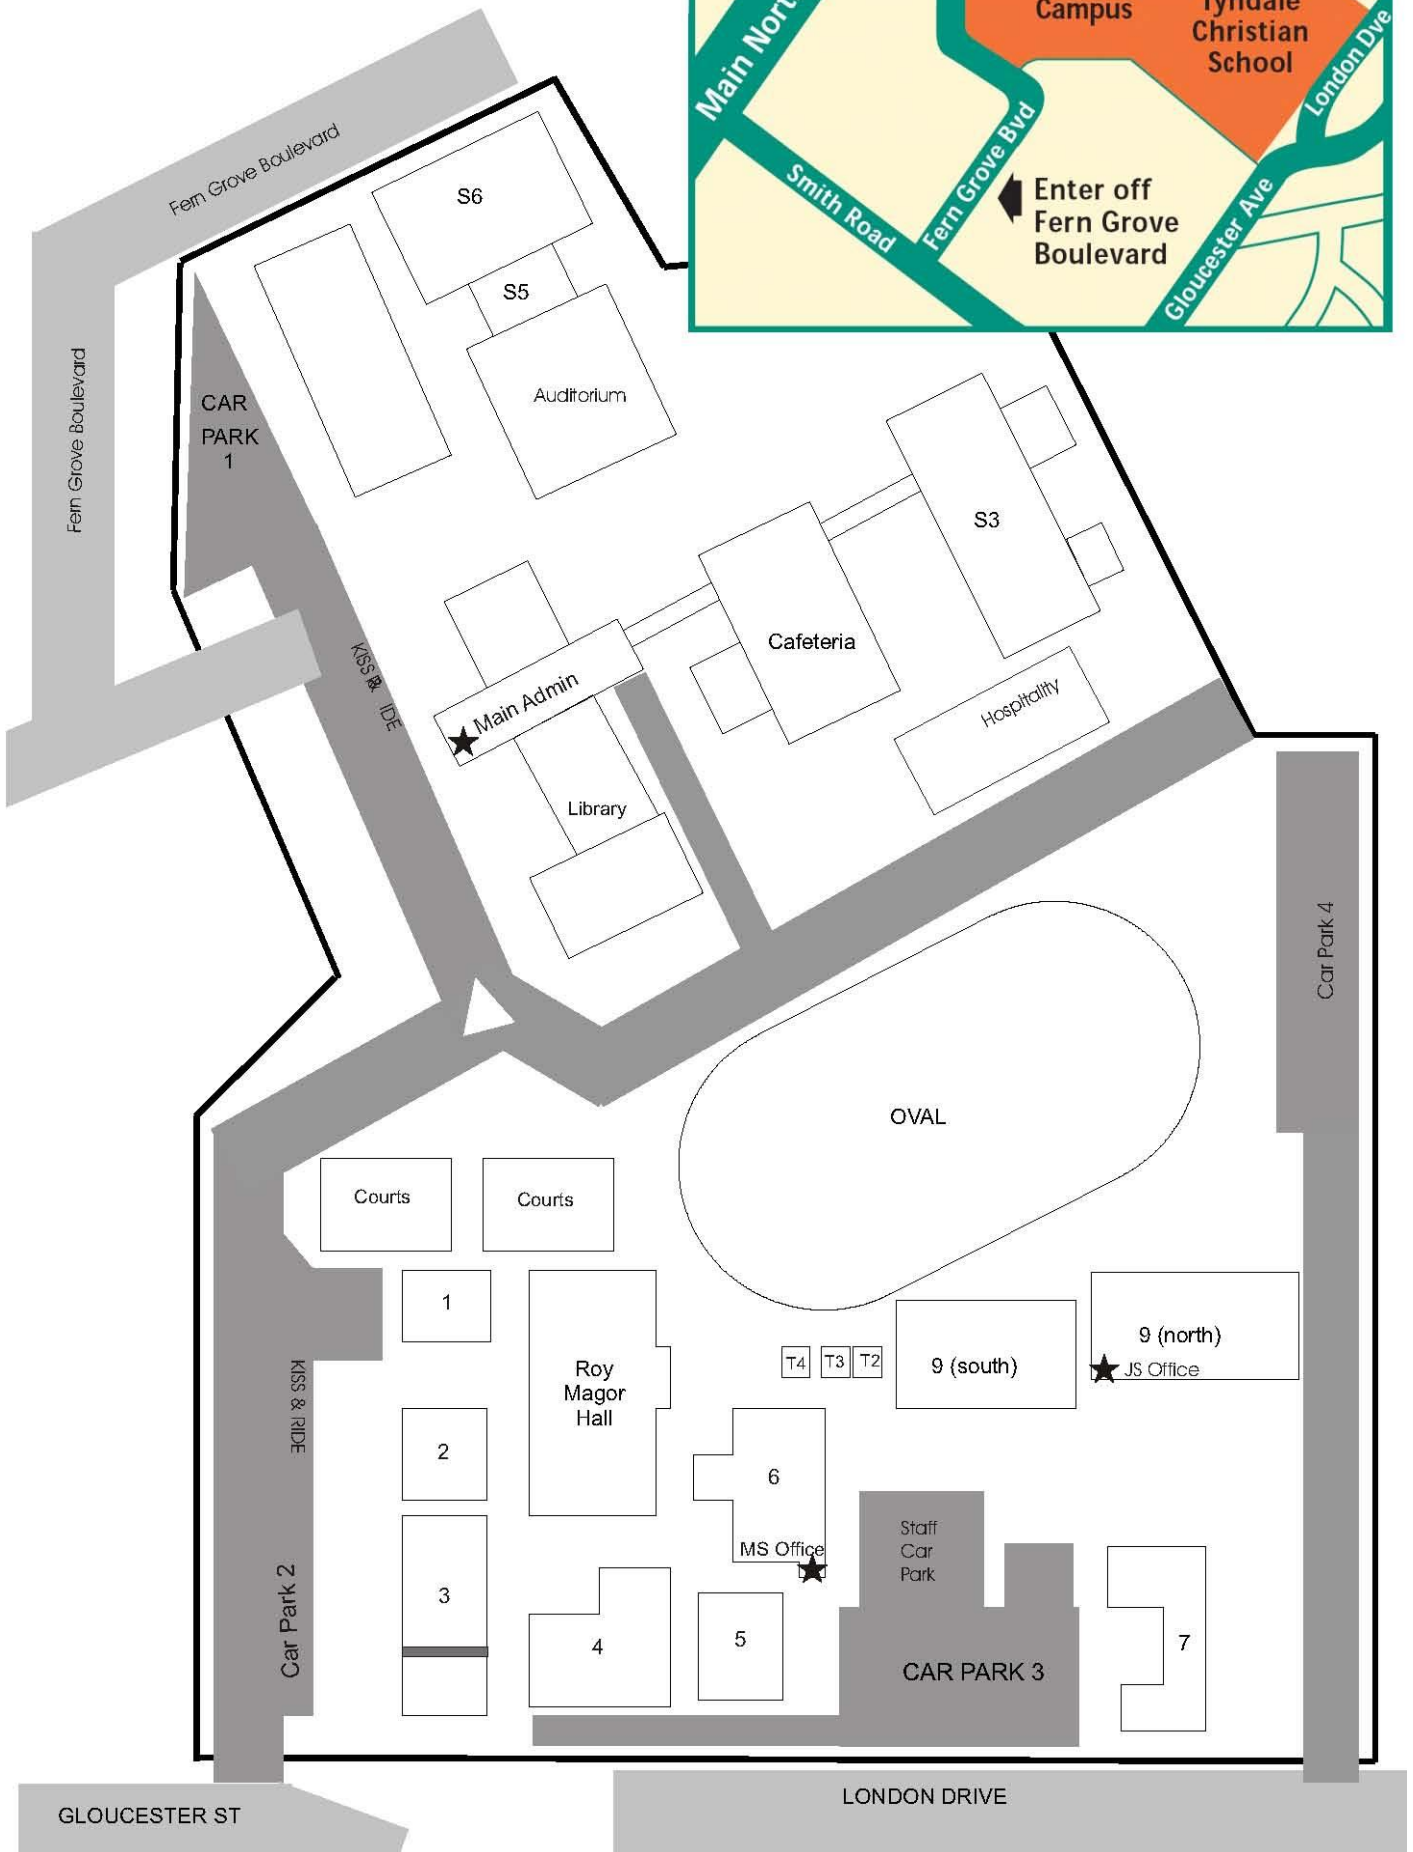 Main Nort
Campus
Tyndale
Christian
School
London Dve
Fern Grove Bvd
Smith Road
Enter off
Fern Grove
Boulevard
Gloucester Ave
Fern Grove Boulevard
Fern Grove Boulevard
S6
S5
Auditorium
CAR
PARK
1
S3
Cafeteria
KISS & RIDE
Main Admin
Hospitality
Library
Car Park 4
OVAL
Courts
Courts
1
Roy
Magor
Hall
T4
T3
T2
9 (south)
9 (north)
JS Office
KISS & RIDE
2
6
MS Office
Staff
Car
Park
Car Park 2
3
4
5
CAR PARK 3
7
GLOUCESTER ST
LONDON DRIVE